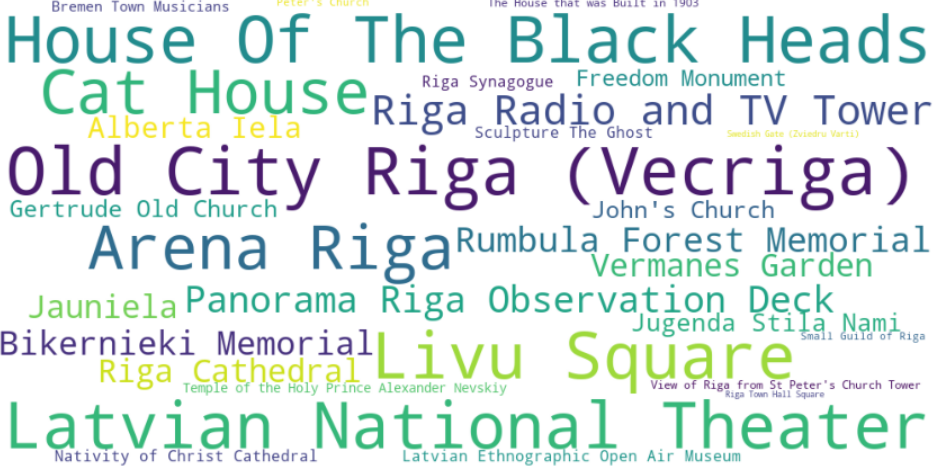 Bremen Town Musicians
Peter's Church
The House that was Built in 1903
House Of The Black Heads
Cat House
Riga Synagogue
Freedom Monument
Riga Radio and TV Tower
Alberta Iela
Sculpture The Ghost
Swedish Gate (Zviedru Varti)
Old City Riga (Vecriga)
Gertrude Old Church
John's Church
Arena Riga
Rumbula Forest Memorial
Vermanes Garden
Jauniela
Panorama Riga Observation Deck
Jugenda Stila Nami
Bikernieki Memorial
Livu Square
Small Guild of Riga
Riga Cathedral
Temple of the Holy Prince Alexander Nevskiy
View of Riga from St Peter's Church Tower
Riga Town Hall Square
Latvian National Theater
Nativity of Christ Cathedral
Latvian Ethnographic Open Air Museum